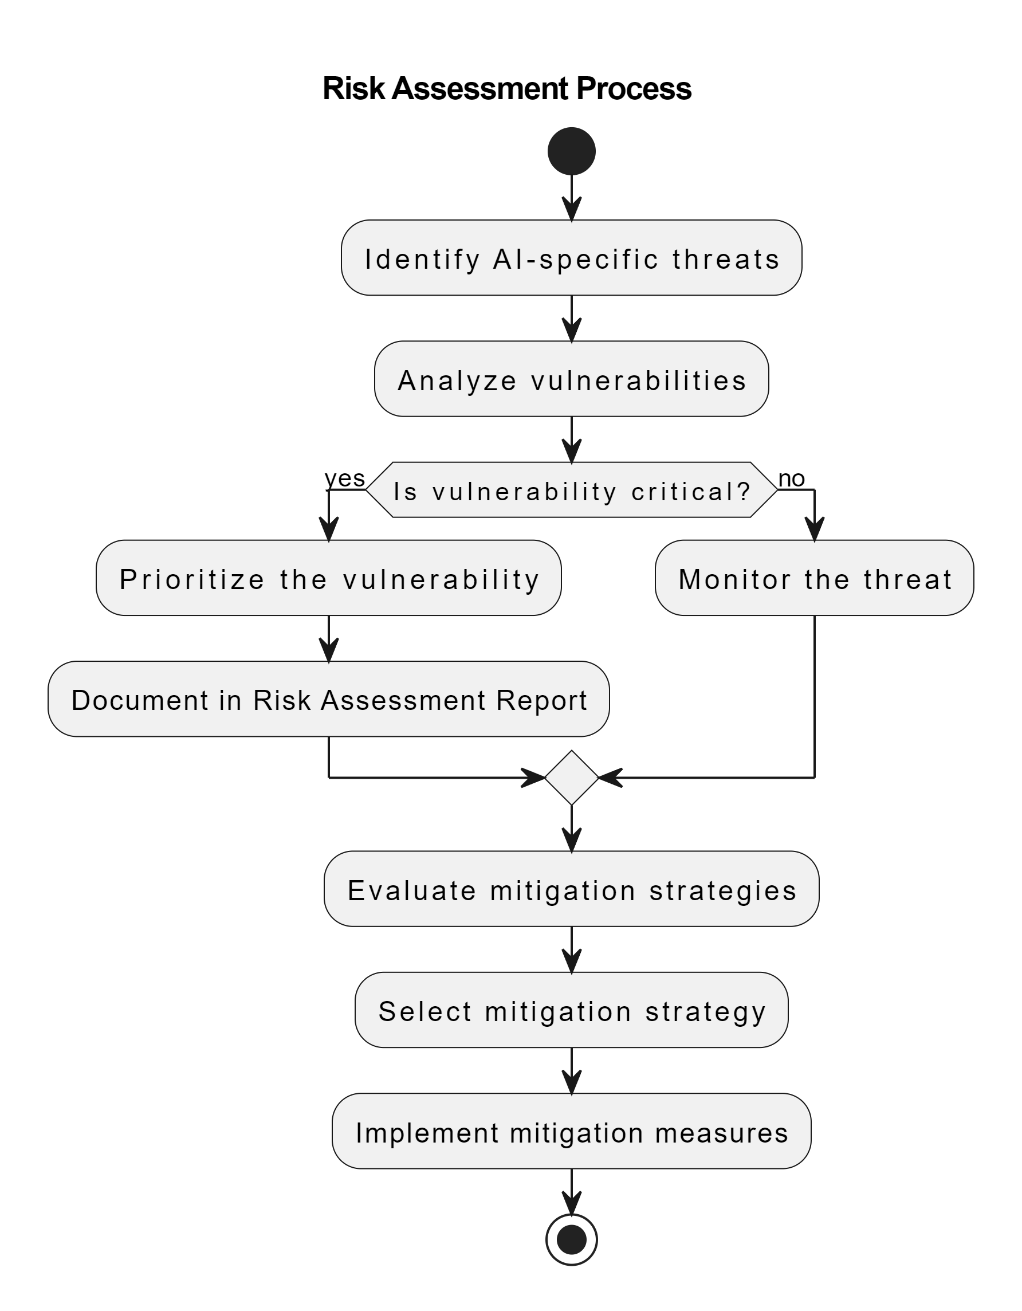 Risk Assessment Process
Identify AI-specific threats
Analyze vulnerabilities
yes
Is vulnerability critical?
no
Prioritize the vulnerability
Monitor the threat
Document in Risk Assessment Report
Evaluate mitigation strategies
Select mitigation strategy
Implement mitigation measures